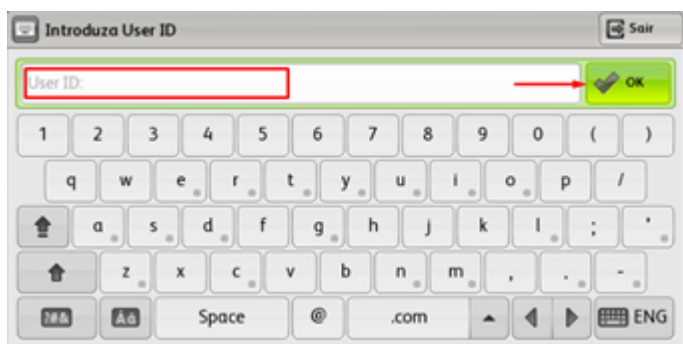 Introduza User ID Sair
User ID: OK
1 2 3 4 5 6 7 8 9 0 ( )
q w e r t y u i o p /
a s d f g h j k l ; '
z x c v b n m , . -
?#& Áá Space @ .com ENG